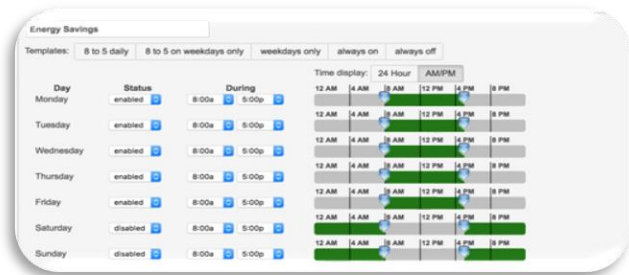 Energy Savings
Templates: 8 to 5 daily 8 to 5 on weekdays only weekdays only always on always off
Time display: 24 Hour AM/PM
Day Status During 12 AM 4 AM 8 AM 12 PM 4 PM 8 PM
Monday enabled 8:00a 5:00p
12 AM 4 AM 8 AM 12 PM 4 PM 8 PM
Tuesday enabled 8:00a 5:00p
12 AM 4 AM 8 AM 12 PM 4 PM 8 PM
Wednesday enabled 8:00a 5:00p
12 AM 4 AM 8 AM 12 PM 4 PM 8 PM
Thursday enabled 8:00a 5:00p
12 AM 4 AM 8 AM 12 PM 4 PM 8 PM
Friday enabled 8:00a 5:00p
12 AM 4 AM 8 AM 12 PM 4 PM 8 PM
Saturday disabled 8:00a 5:00p
12 AM 4 AM 8 AM 12 PM 4 PM 8 PM
Sunday disabled 8:00a 5:00p